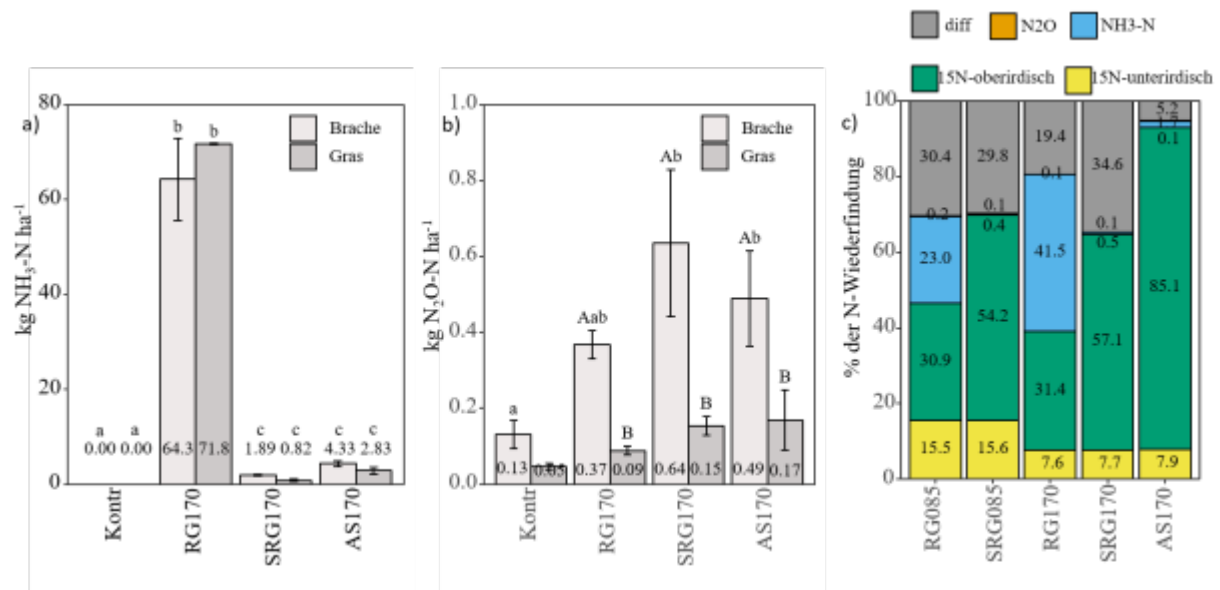 a)
kg NH₃-N ha⁻¹
80
60
40
20
0
Brache
Gras
a a b b c c c c
0.00 0.00 64.3 71.8 1.89 0.82 4.33 2.83
Kontr RG170 SRG170 AS170
b)
kg N₂O-N ha⁻¹
1.0
0.8
0.6
0.4
0.2
0.0
Brache
Gras
a Aab B Ab B Ab B
0.13 0.05 0.37 0.09 0.64 0.15 0.49 0.17
Kontr RG170 SRG170 AS170
diff N2O NH3-N
15N-oberirdisch 15N-unterirdisch
c)
% der N-Wiederfindung
100
80
60
40
20
0
30.4 29.8 19.4 34.6 5.2
0.2 0.1 0.1 0.1 0.1
23.0 0.4 41.5 0.5
30.9 54.2 31.4 57.1 85.1
15.5 15.6 7.6 7.7 7.9
RG085 SRG085 RG170 SRG170 AS170